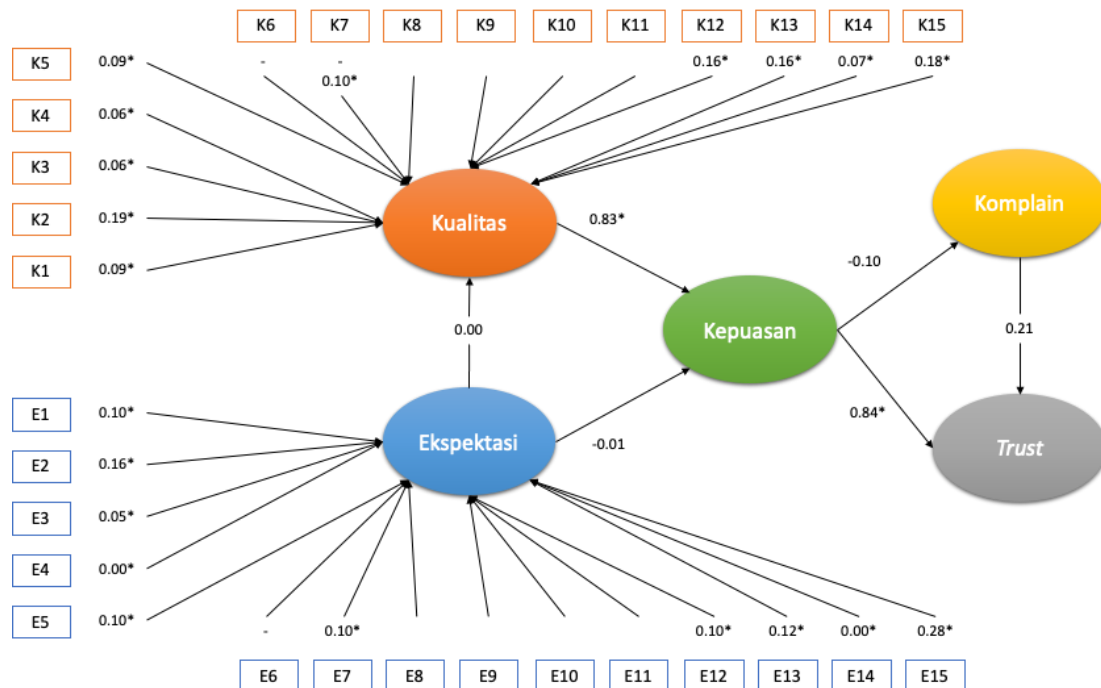 K6 K7 K8 K9 K10 K11 K12 K13 K14 K15
K5 0.09* - - 0.16* 0.16* 0.07* 0.18*
0.10*
K4 0.06*
K3 0.06*
K2 0.19*
K1 0.09*
Kualitas
0.83*
Komplain
-0.10
0.00
Kepuasan
0.21
E1 0.10*
0.84*
Ekspektasi
-0.01
Trust
E2 0.16*
E3 0.05*
E4 0.00*
E5 0.10*
- 0.10* 0.10* 0.12* 0.00* 0.28*
E6 E7 E8 E9 E10 E11 E12 E13 E14 E15